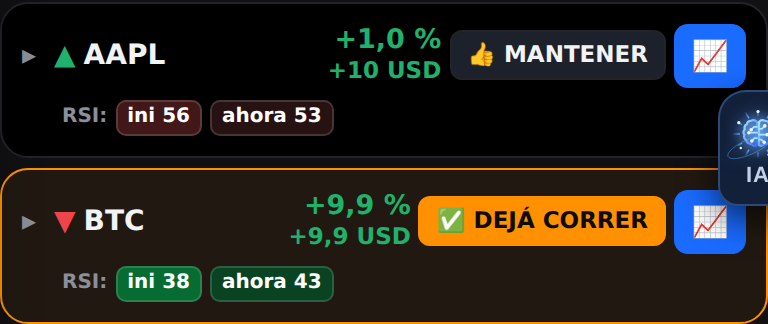 ▶ ▲ AAPL +1,0 % 👍 MANTENER
+10 USD
RSI: ini 56 ahora 53
IA
▶ ▼ BTC +9,9 % ✅ DEJÁ CORRER
+9,9 USD
RSI: ini 38 ahora 43